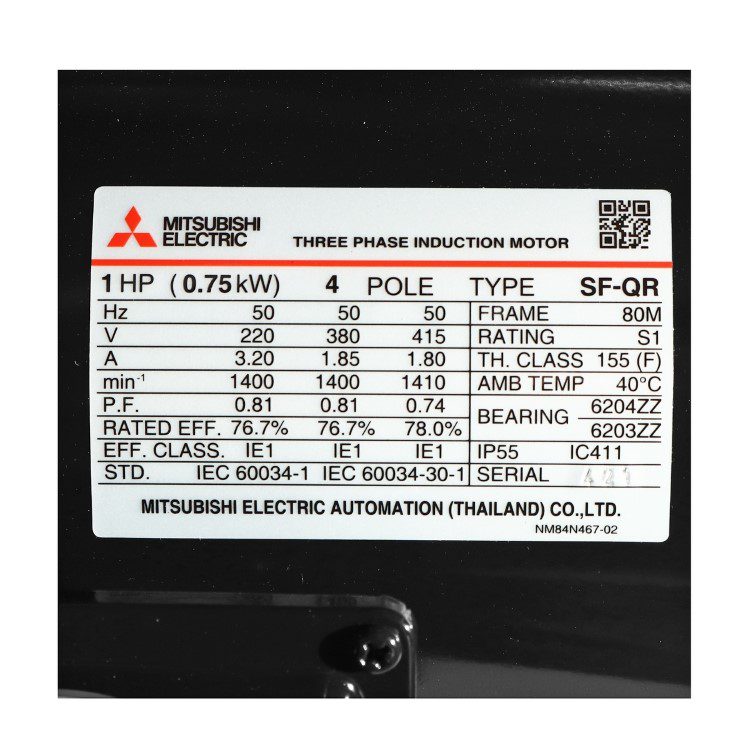 MITSUBISHI
ELECTRIC
THREE PHASE INDUCTION MOTOR
1 HP (0.75kW) 4 POLE TYPE SF-QR
Hz 50 50 50 FRAME 80M
V 220 380 415 RATING S1
A 3.20 1.85 1.80 TH. CLASS 155 (F)
min-1 1400 1400 1410 AMB TEMP 40°C
P.F. 0.81 0.81 0.74 BEARING 6204ZZ
RATED EFF. 76.7% 76.7% 78.0% 6203ZZ
EFF. CLASS. IE1 IE1 IE1 IP55 IC411
STD. IEC 60034-1 IEC 60034-30-1 SERIAL
MITSUBISHI ELECTRIC AUTOMATION (THAILAND) CO.,LTD.
NM84N467-02